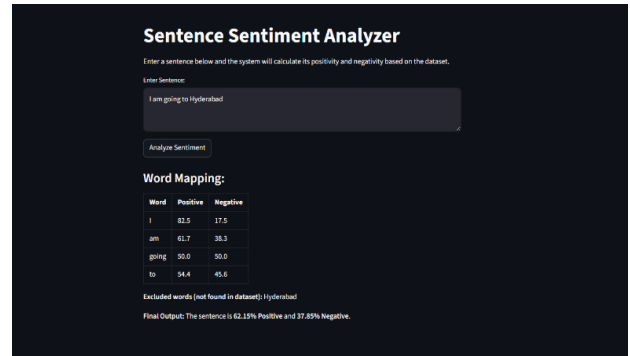 Sentence Sentiment Analyzer
Enter a sentence below and the system will calculate its positivity and negativity based on the dataset.
Enter Sentence:
I am going to Hyderabad
Analyze Sentiment
Word Mapping:
Word Positive Negative
I 82.5 17.5
am 61.7 38.3
going 50.0 50.0
to 54.4 45.6
Excluded words (not found in dataset): Hyderabad
Final Output: The sentence is 62.15% Positive and 37.85% Negative.